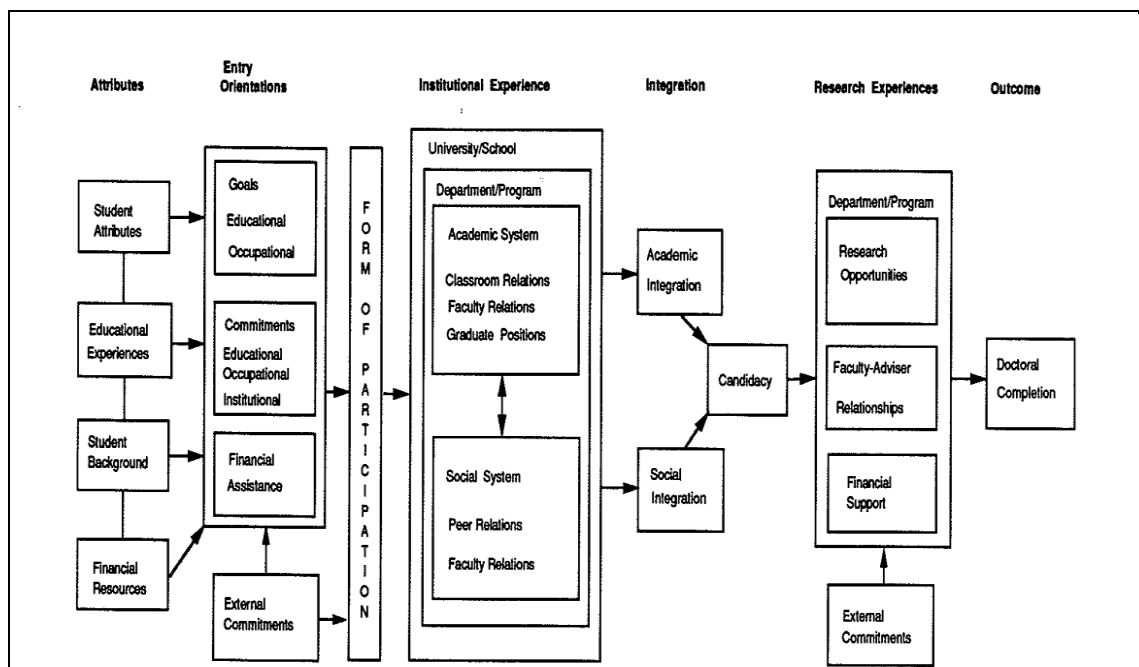 Attributes
Entry
Orientations
Institutional Experience
Integration
Research Experiences
Outcome
Student
Attributes
Educational
Experiences
Student
Background
Financial
Resources
Goals
Educational
Occupational
Commitments
Educational
Occupational
Institutional
Financial
Assistance
External
Commitments
FORM OF PARTICIPATION
University/School
Department/Program
Academic System
Classroom Relations
Faculty Relations
Graduate Positions
Social System
Peer Relations
Faculty Relations
Academic
Integration
Social
Integration
Candidacy
Department/Program
Research
Opportunities
Faculty-Adviser
Relationships
Financial
Support
External
Commitments
Doctoral
Completion